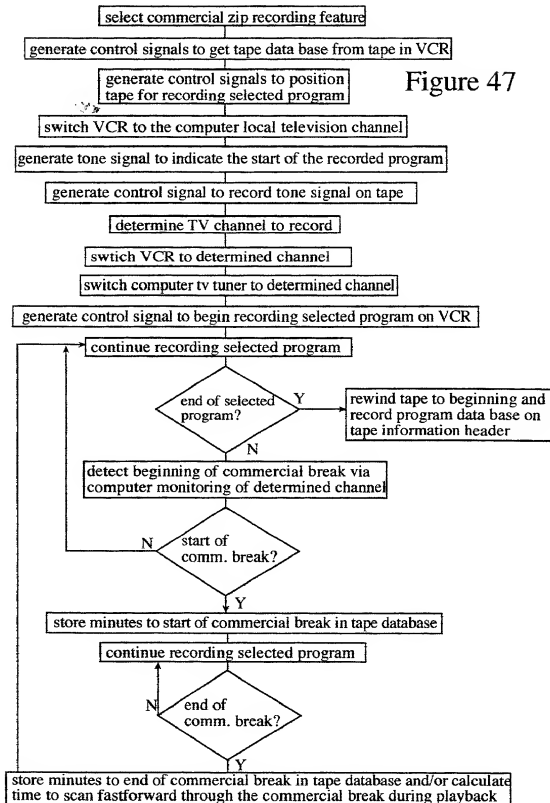 select commercial zip recording feature
generate control signals to get tape data base from tape in VCR
generate control signals to position
tape for recording selected program
Figure 47
switch VCR to the computer local television channel
generate tone signal to indicate the start of the recorded program
generate control signal to record tone signal on tape
determine TV channel to record
swtich VCR to determined channel
switch computer tv tuner to determined channel
generate control signal to begin recording selected program on VCR
continue recording selected program
end of selected
program?
Y
rewind tape to beginning and
record program data base on
tape information header
N
detect beginning of commercial break via
computer monitoring of determined channel
N
start of
comm. break?
Y
store minutes to start of commercial break in tape database
continue recording selected program
N
end of
comm. break?
Y
store minutes to end of commercial break in tape database and/or calculate
time to scan fastforward through the commercial break during playback